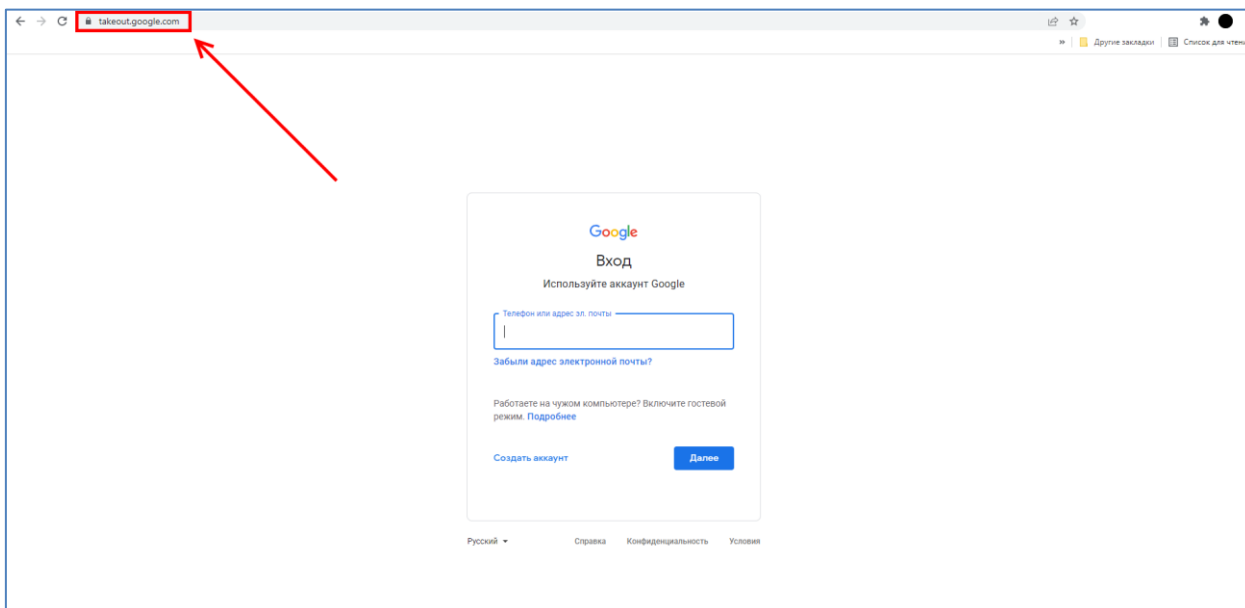 takeout.google.com
» Другие закладки Список для чтени
Google
Вход
Используйте аккаунт Google
Телефон или адрес эл. почты
Забыли адрес электронной почты?
Работаете на чужом компьютере? Включите гостевой
режим. Подробнее
Создать аккаунт Далее
Русский Справка Конфиденциальность Условия